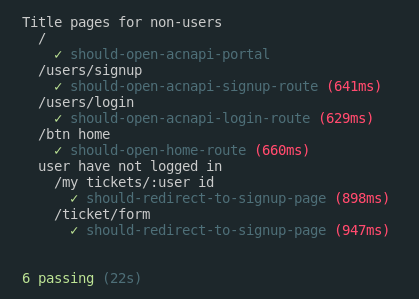 Title pages for non-users
/
✓ should-open-acnapi-portal
/users/signup
✓ should-open-acnapi-signup-route (641ms)
/users/login
✓ should-open-acnapi-login-route (629ms)
/btn home
✓ should-open-home-route (660ms)
user have not logged in
/my tickets/:user id
✓ should-redirect-to-signup-page (898ms)
/ticket/form
✓ should-redirect-to-signup-page (947ms)
6 passing (22s)